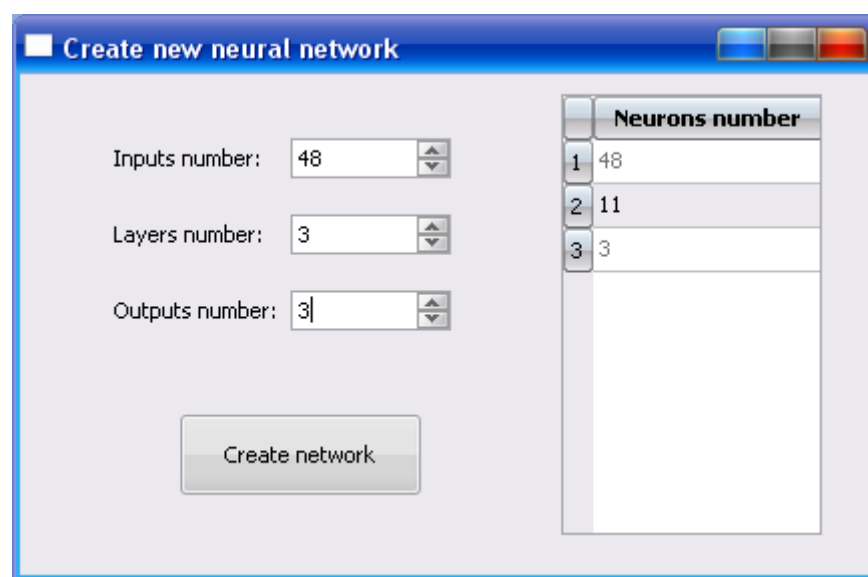 Create new neural network
Inputs number: 48
Layers number: 3
Outputs number: 3
Create network
Neurons number
1 48
2 11
3 3